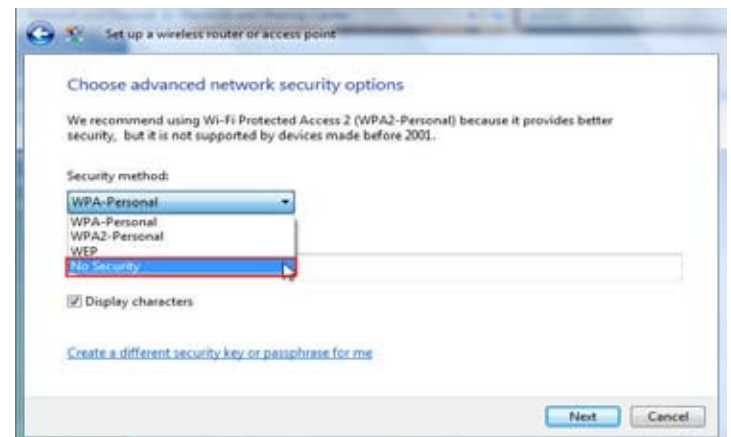 Set up a wireless router or access point
Choose advanced network security options
We recommend using Wi-Fi Protected Access 2 (WPA2-Personal) because it provides better
security, but it is not supported by devices made before 2001.
Security method:
WPA-Personal
WPA-Personal
WPA2-Personal
WEP
No Security
Display characters
Create a different security key or passphrase for me
Next
Cancel